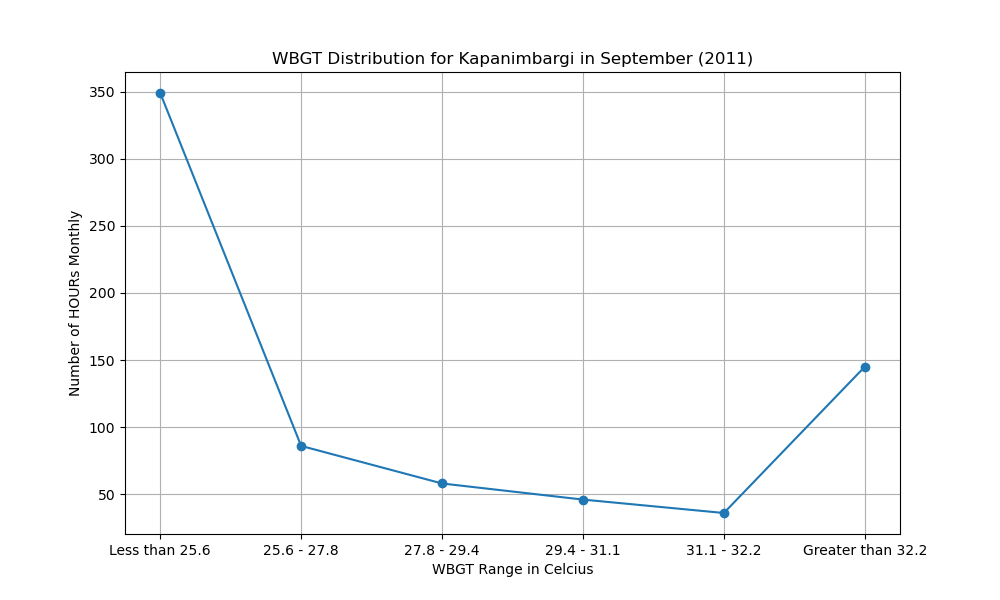 WBGT Distribution for Kapanimbargi in September (2011)
Number of HOURs Monthly
350
300
250
200
150
100
50
Less than 25.6
25.6 - 27.8
27.8 - 29.4
29.4 - 31.1
31.1 - 32.2
Greater than 32.2
WBGT Range in Celcius